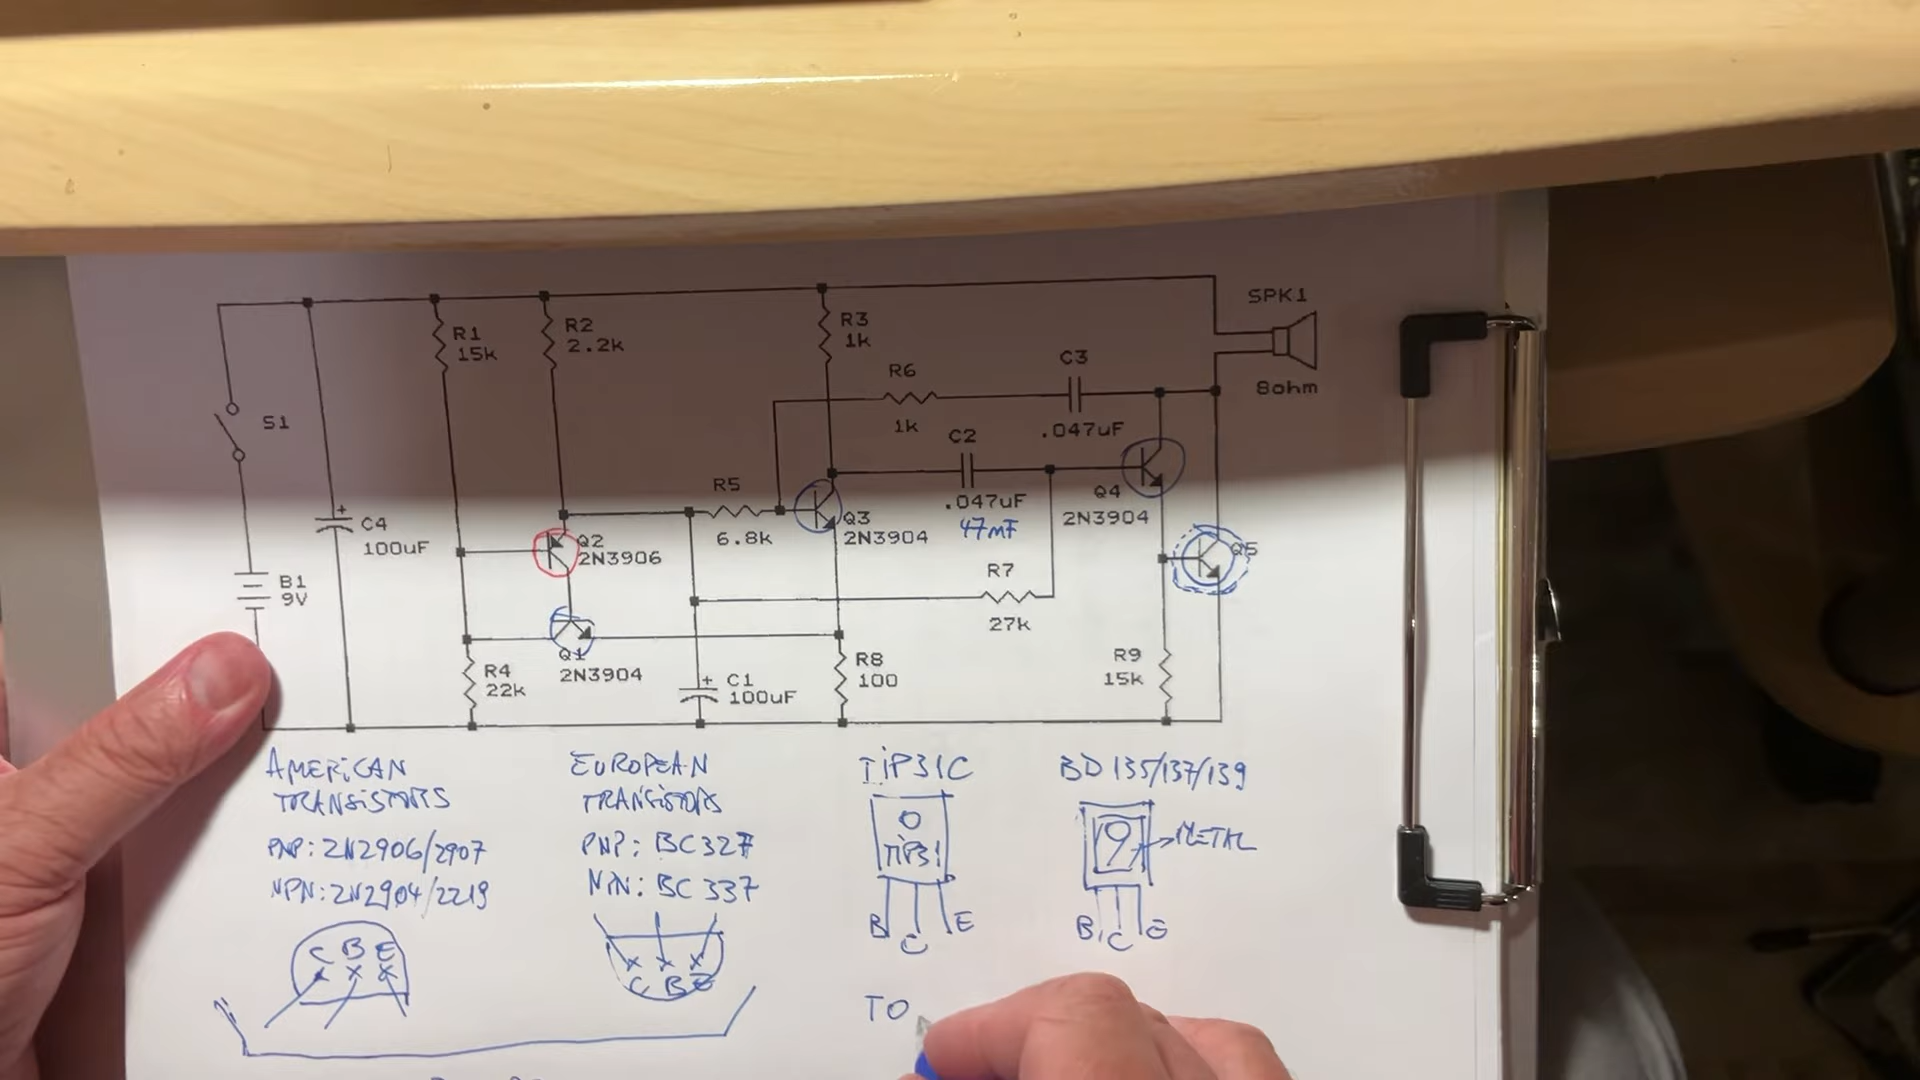 SPK1
8ohm
R1
15k
R2
2.2k
R3
1k
R6
1k
C3
.047uF
S1
C4
100uF
+
R5
6.8k
Q3
2N3904
C2
.047uF
47mF
Q4
2N3904
Q5
Q2
2N3906
B1
9V
R7
27k
Q1
2N3904
R4
22k
+
C1
100uF
R8
100
R9
15k
AMERICAN
TRANSISTORS
PNP: 2N2906/2907
NPN: 2N2904/2219
C B E
EUROPEAN
TRANSISTORS
PNP: BC327
NPN: BC337
C B E
TIP31C
TIP31
B C E
BD 135/137/139
METAL
B C E
TO